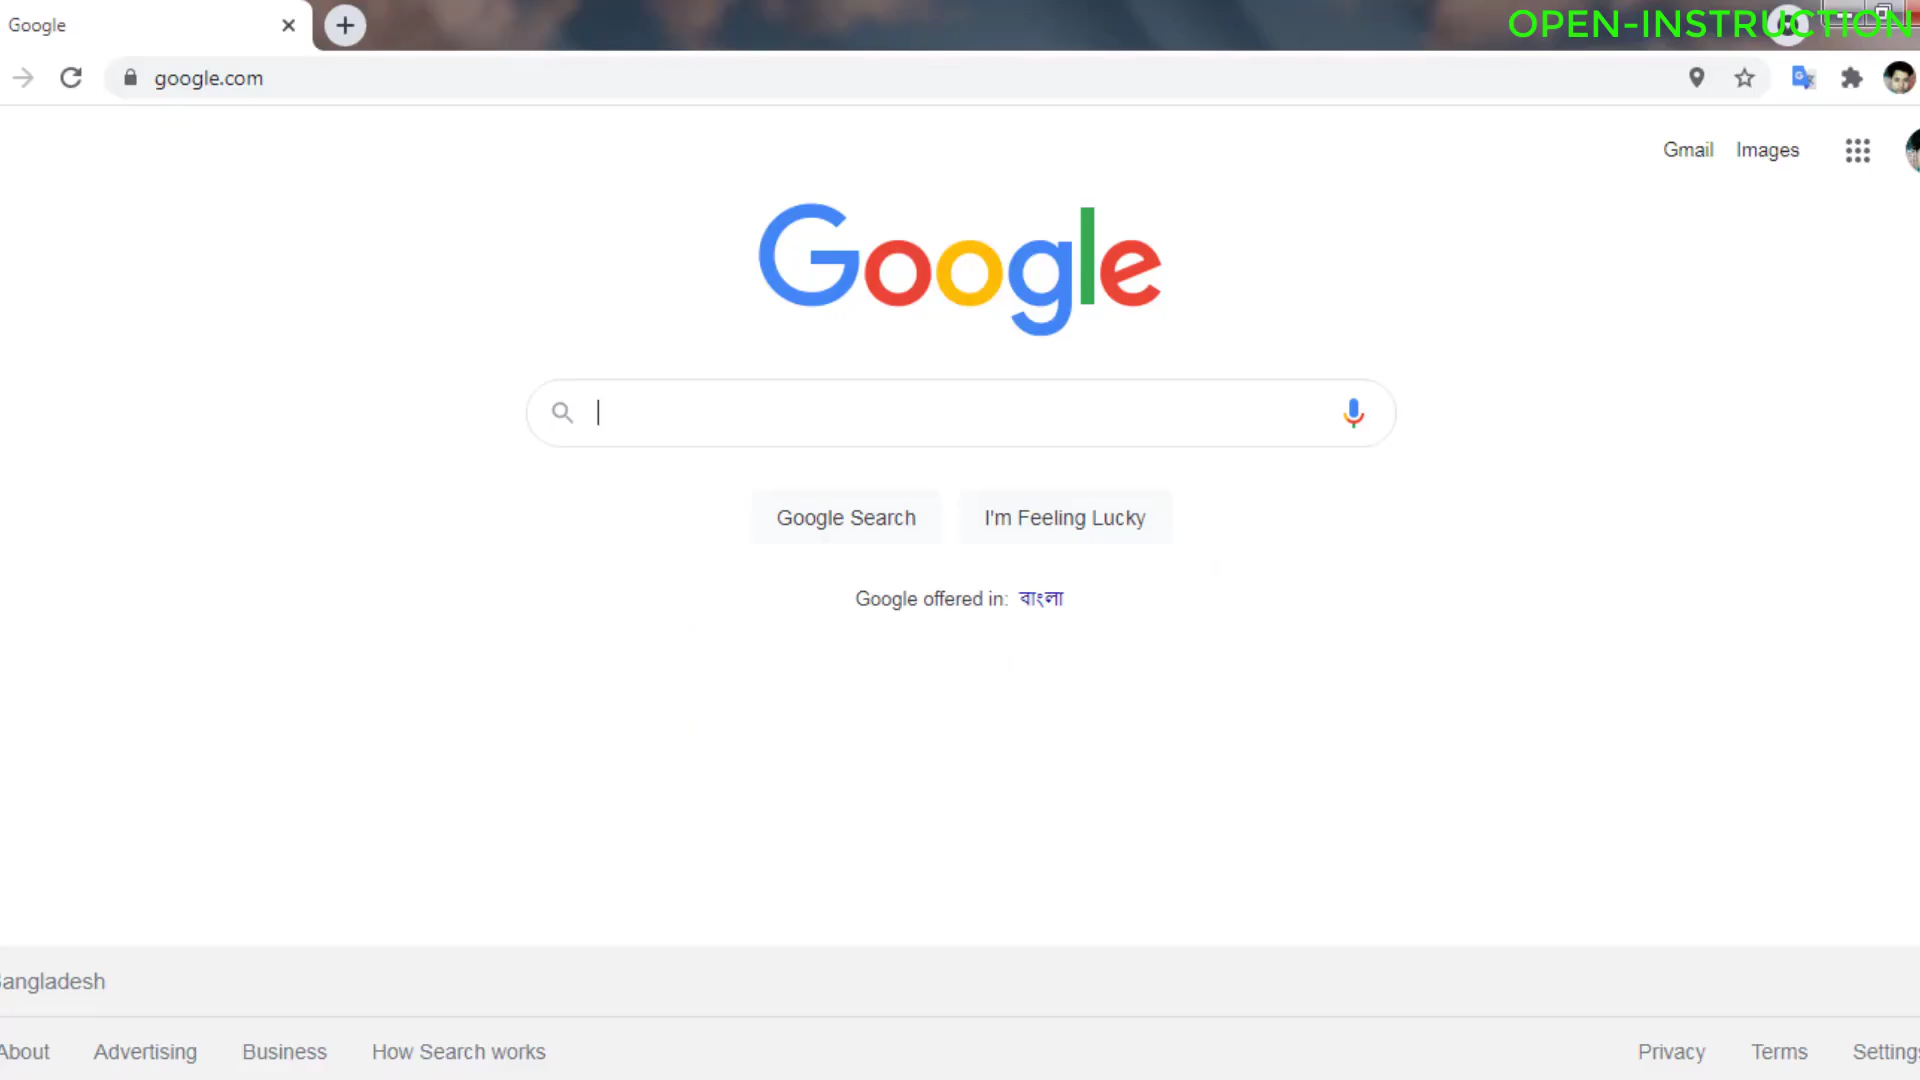 Google
OPEN-INSTRUCTION
google.com
Gmail Images
Google
Google Search I'm Feeling Lucky
Google offered in: বাংলা
Bangladesh
About Advertising Business How Search works Privacy Terms Settings